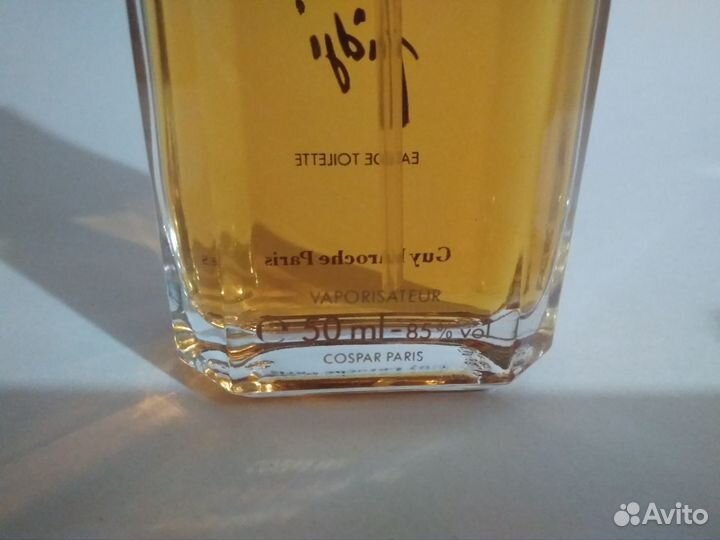 EAU DE TOILETTE
Guy Laroche Paris
VAPORISATEUR
℮ 50 ml - 85% vol
COSPAR PARIS
Avito